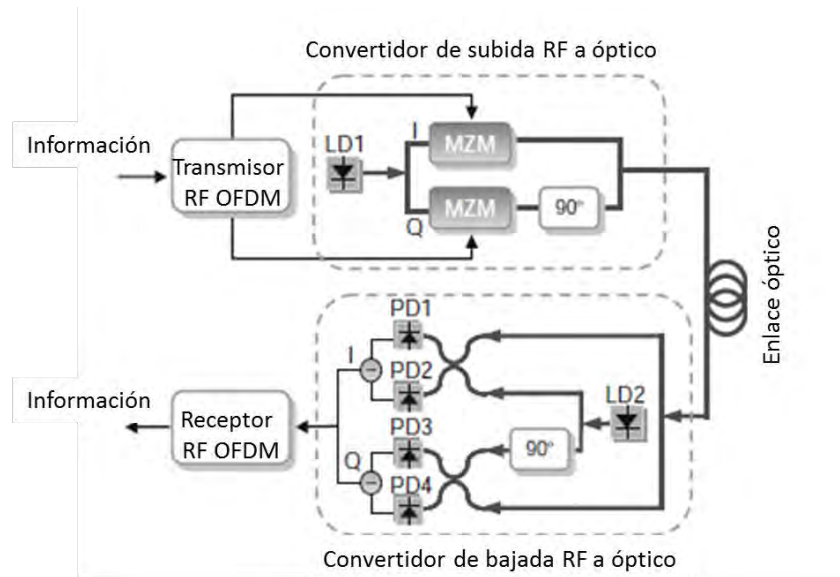 Convertidor de subida RF a óptico
Información
Transmisor
RF OFDM
LD1
I
MZM
MZM
90°
Q
Enlace óptico
PD1
I
PD2
LD2
Información
Receptor
RF OFDM
PD3
90°
Q
PD4
Convertidor de bajada RF a óptico